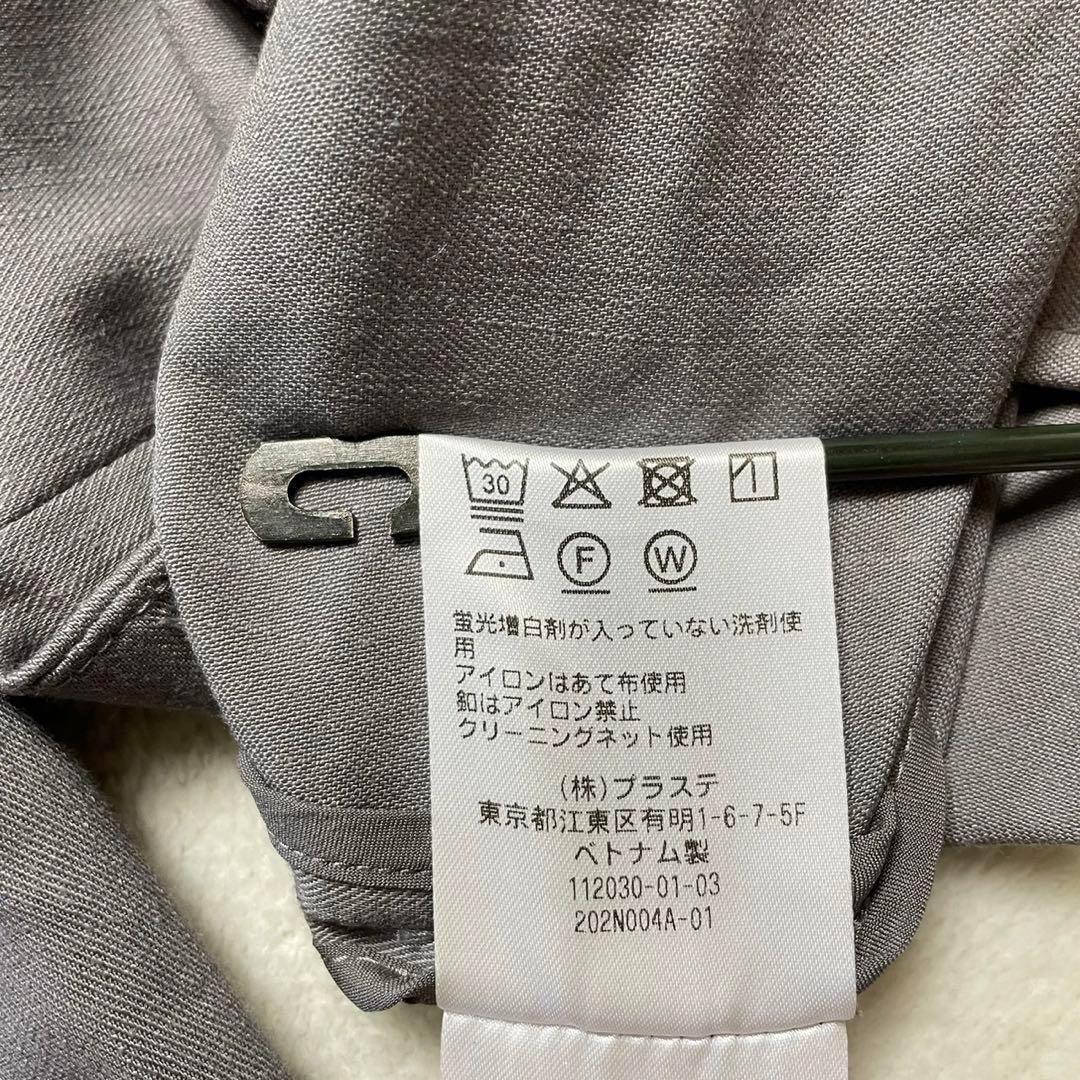 30
F W
蛍光増白剤が入っていない洗剤使
用
アイロンはあて布使用
釦はアイロン禁止
クリーニングネット使用
(株)プラステ
東京都江東区有明1-6-7-5F
ベトナム製
112030-01-03
202N004A-01